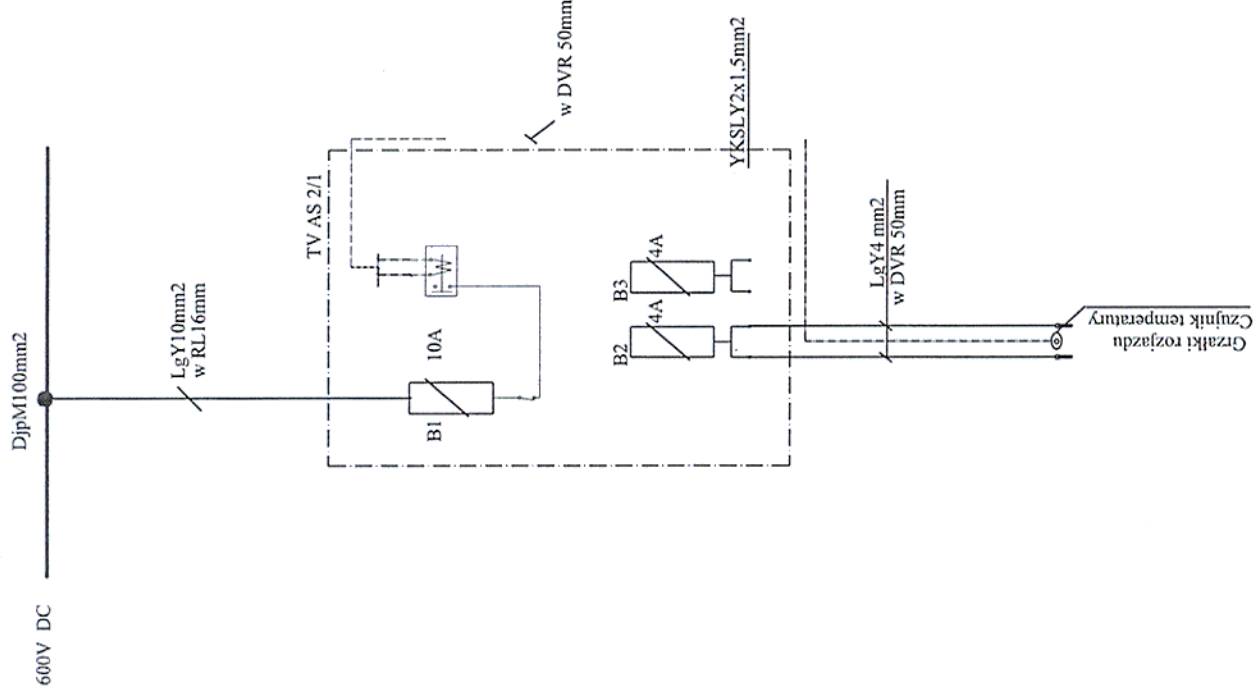 600V DC
DjpM100mm2
LgY10mm2
w RL16mm
TV AS 2/1
w DVR 50mm
B1
10A
B2
4A
B3
4A
YKSLY2x1,5mm2
LgY4 mm2
w DVR 50mm
Grzałki rozjazdu
Czujnik temperatury